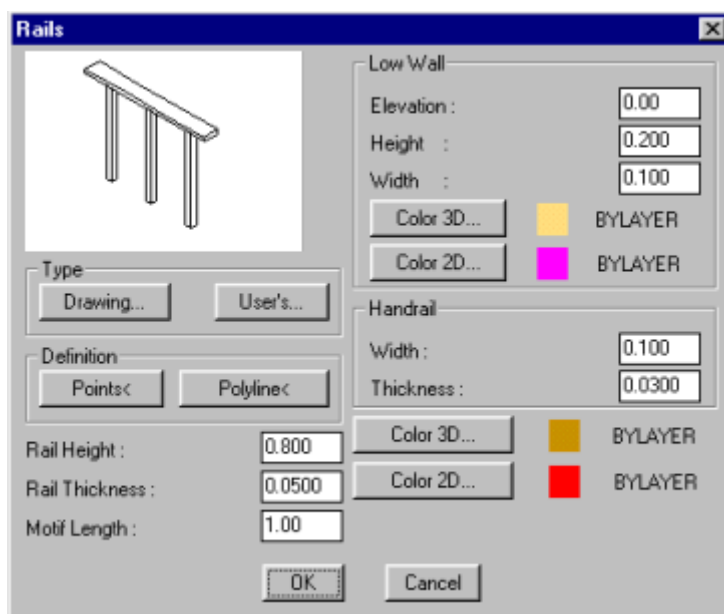 Rails
Type
Drawing...
User's...
Definition
Points<
Polyline<
Rail Height :
0.800
Rail Thickness :
0.0500
Motif Length :
1.00
Low Wall
Elevation :
0.00
Height :
0.200
Width :
0.100
Color 3D...
BYLAYER
Color 2D...
BYLAYER
Handrail
Width :
0.100
Thickness :
0.0300
Color 3D...
BYLAYER
Color 2D...
BYLAYER
OK
Cancel